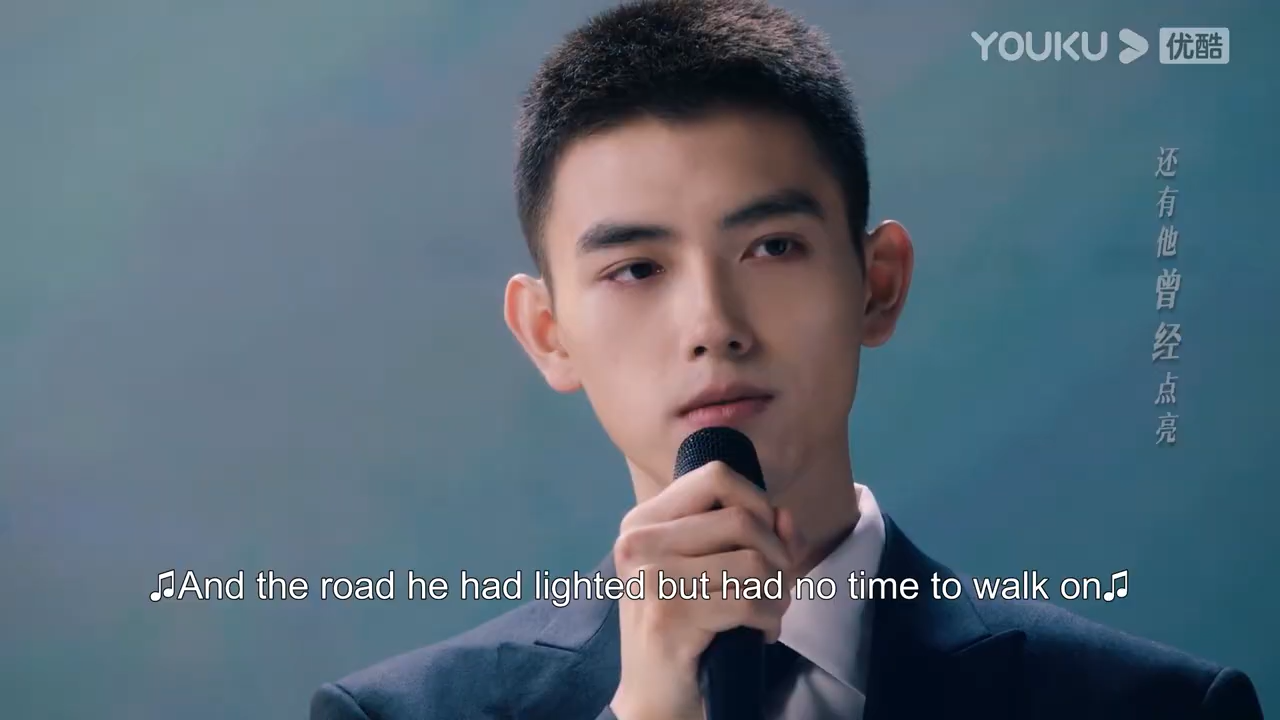 YOUKU 优酷
还有他曾经点亮
♫And the road he had lighted but had no time to walk on♫